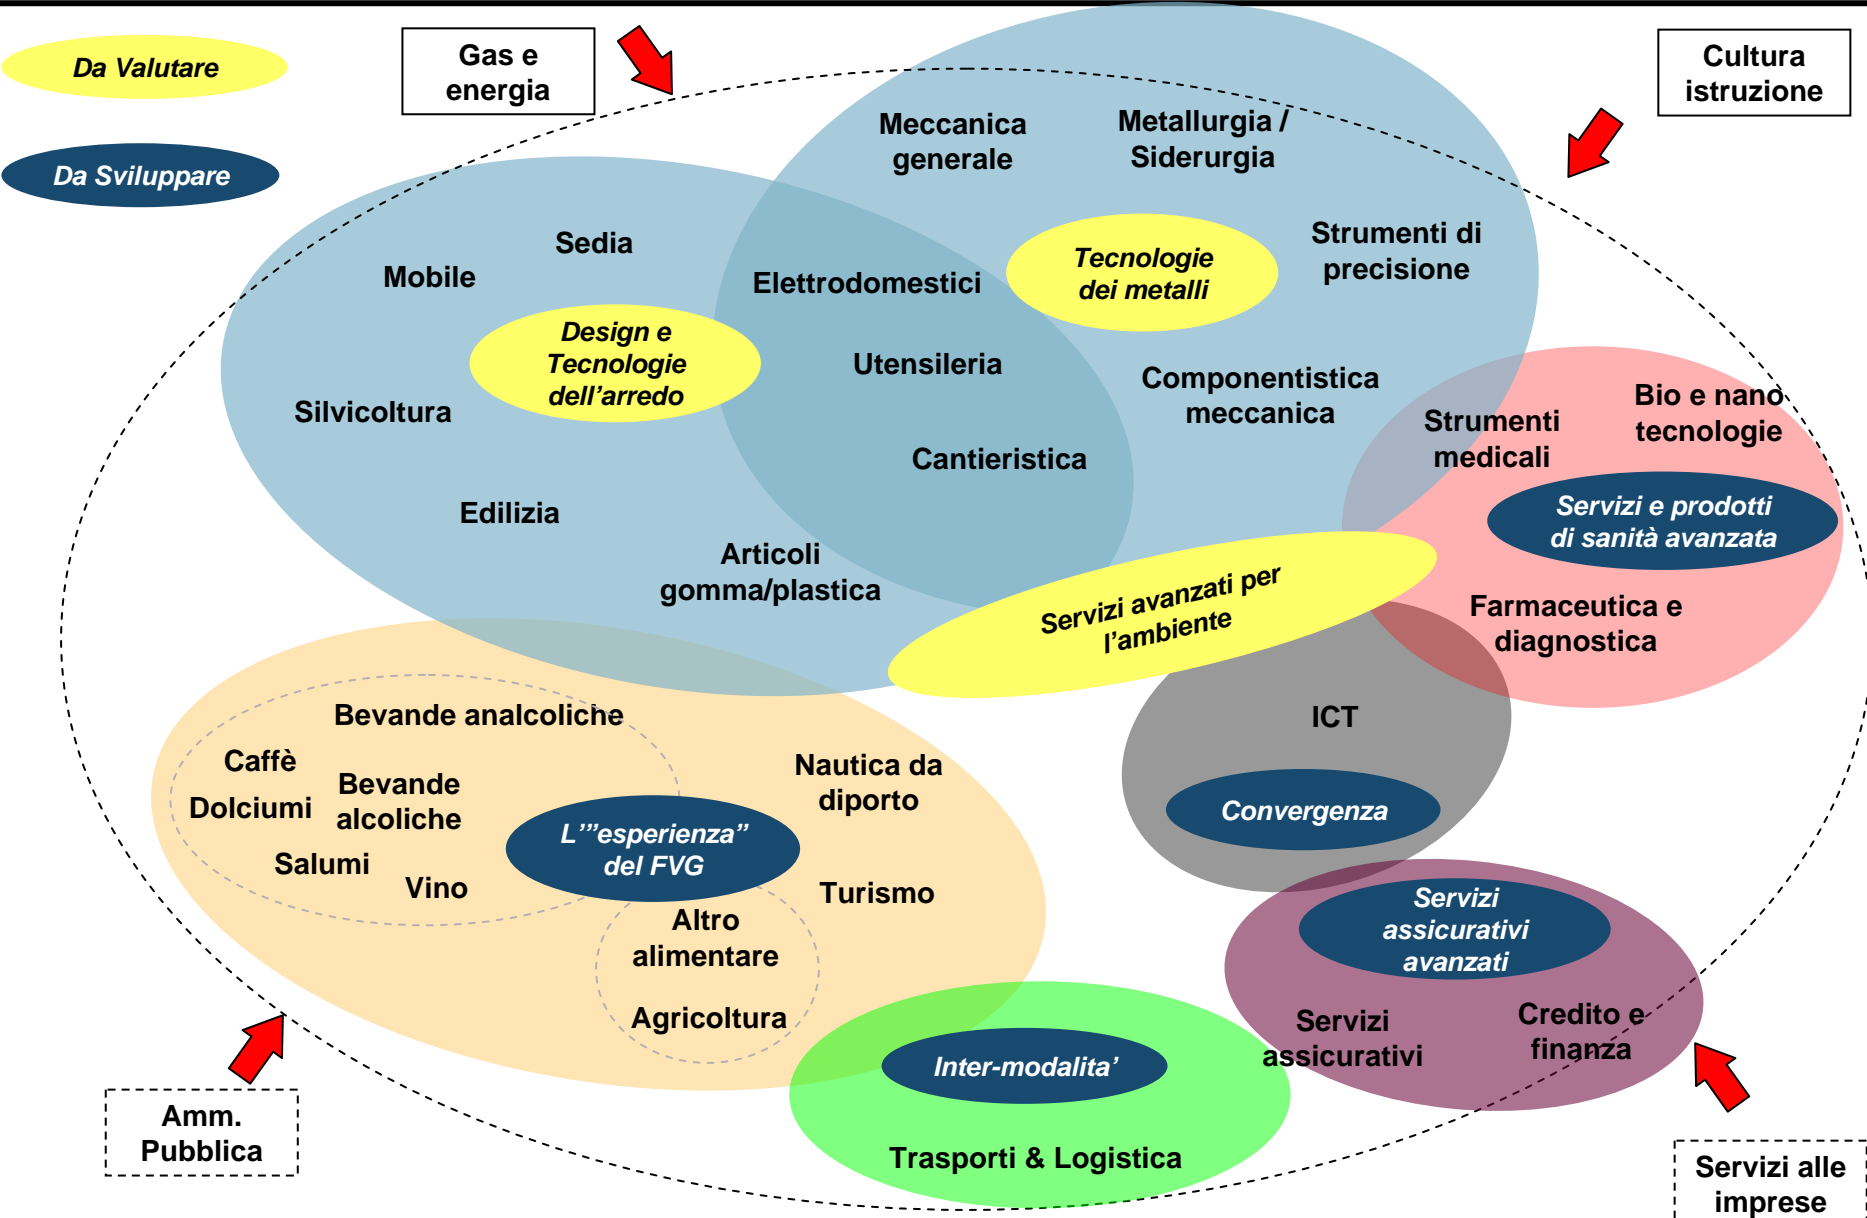 Da Valutare
Da Sviluppare
Gas e
energia
Cultura
istruzione
Meccanica
generale
Metallurgia /
Siderurgia
Strumenti di
precisione
Tecnologie
dei metalli
Sedia
Mobile
Elettrodomestici
Design e
Tecnologie
dell’arredo
Utensileria
Componentistica
meccanica
Silvicoltura
Cantieristica
Edilizia
Articoli
gomma/plastica
Strumenti
medicali
Bio e nano
tecnologie
Servizi e prodotti
di sanità avanzata
Farmaceutica e
diagnostica
Servizi avanzati per
l’ambiente
ICT
Convergenza
Bevande analcoliche
Caffè
Dolciumi
Bevande
alcoliche
Salumi
Vino
L’”esperienza”
del FVG
Nautica da
diporto
Turismo
Altro
alimentare
Agricoltura
Servizi
assicurativi
avanzati
Servizi
assicurativi
Credito e
finanza
Inter-modalita’
Trasporti & Logistica
Amm.
Pubblica
Servizi alle
imprese